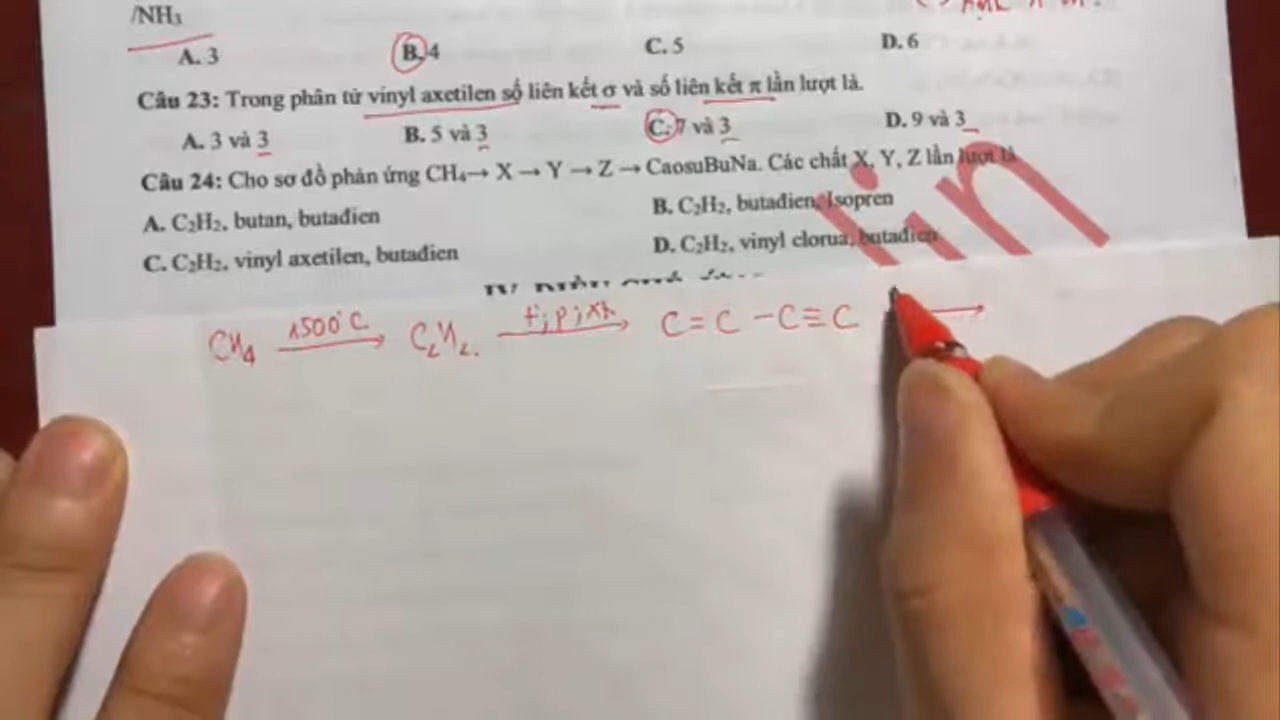 /NH₃
A. 3 B. 4 C. 5 D. 6
Câu 23: Trong phân tử vinyl axetilen số liên kết σ và số liên kết π lần lượt là.
A. 3 và 3 B. 5 và 3 C. 7 và 3 D. 9 và 3
Câu 24: Cho sơ đồ phản ứng CH₄→ X → Y → Z → CaosuBuNa. Các chất X, Y, Z lần lượt là
A. C₂H₂, butan, butađien B. C₂H₂, butađien, Isopren
C. C₂H₂, vinyl axetilen, butađien D. C₂H₂, vinyl clorua, butađien
CH₄ 1500°C → C₂H₂. t°, p, xt → C = C - C ≡ C →
in